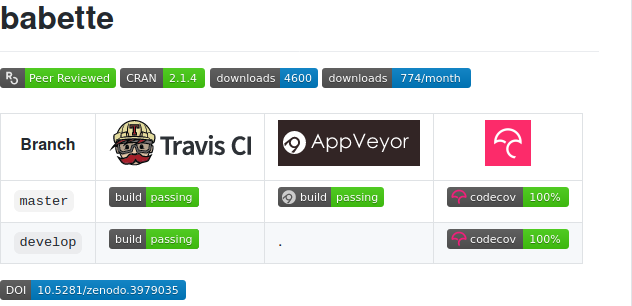 babette
Peer Reviewed CRAN 2.1.4 downloads 4600 downloads 774/month
Branch Travis CI AppVeyor
master build passing build passing codecov 100%
develop build passing . codecov 100%
DOI 10.5281/zenodo.3979035